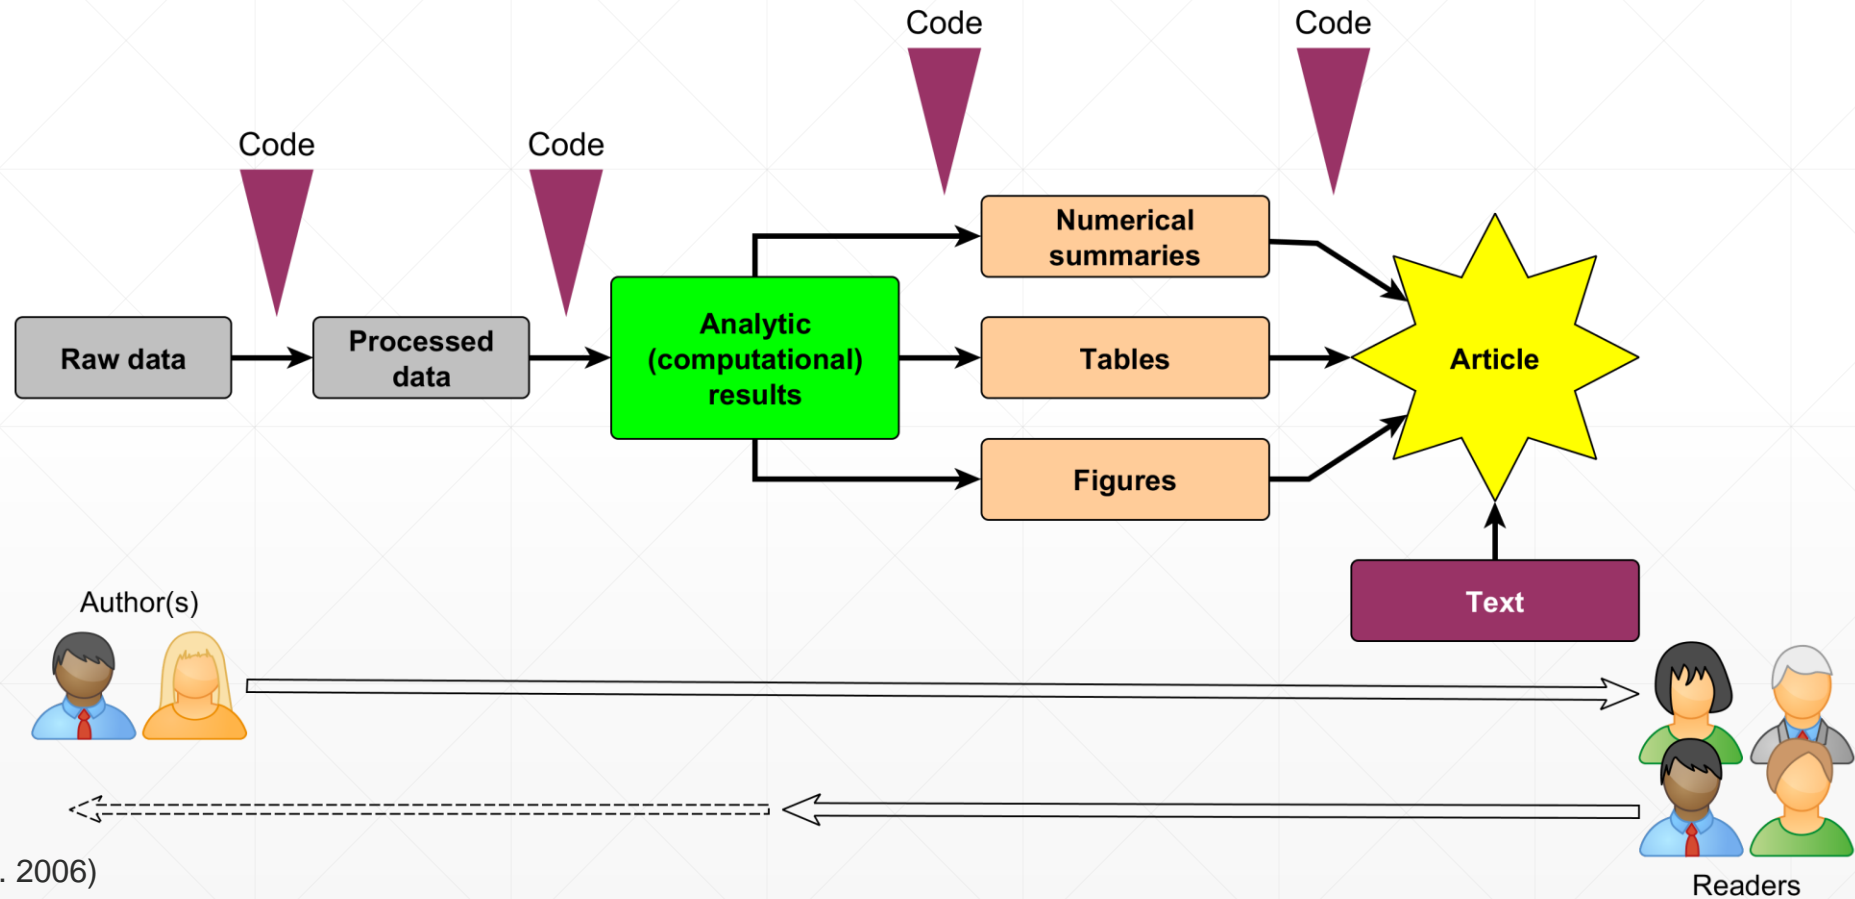 Code
Code
Code
Code
Numerical
summaries
Raw data
Processed
data
Analytic
(computational)
results
Tables
Article
Figures
Text
Author(s)
. 2006)
Readers